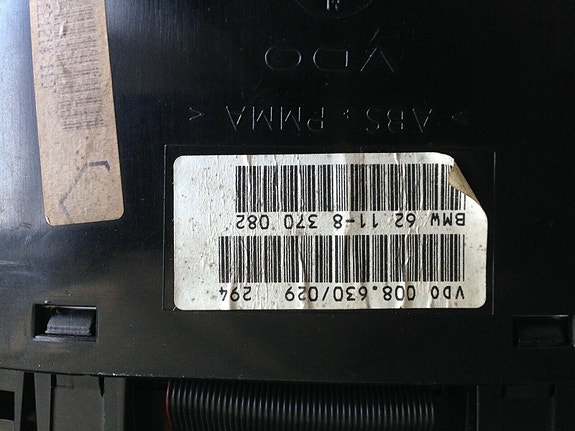 VDO 008.630/029 294
BMW 62 11-8 370 082
> ABS + PMMA <
VDO